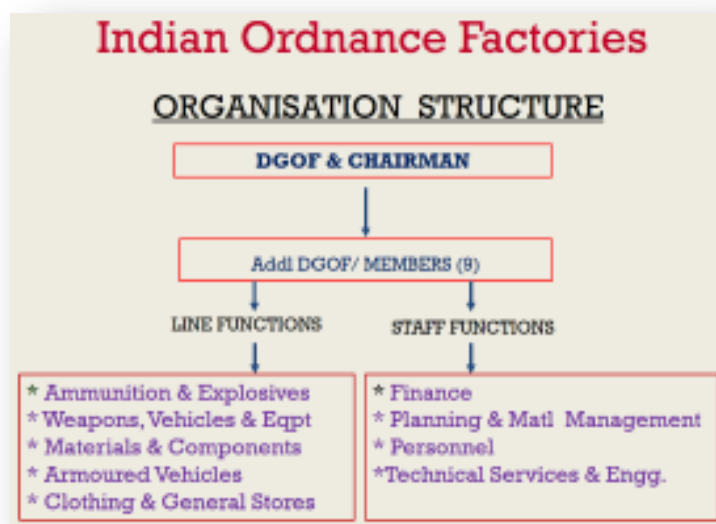 Indian Ordnance Factories
ORGANISATION STRUCTURE
DGOF & CHAIRMAN
Addl DGOF/ MEMBERS (9)
LINE FUNCTIONS
STAFF FUNCTIONS
* Ammunition & Explosives
* Weapons, Vehicles & Eqpt
* Materials & Components
* Armoured Vehicles
* Clothing & General Stores
* Finance
* Planning & Matl Management
* Personnel
*Technical Services & Engg.